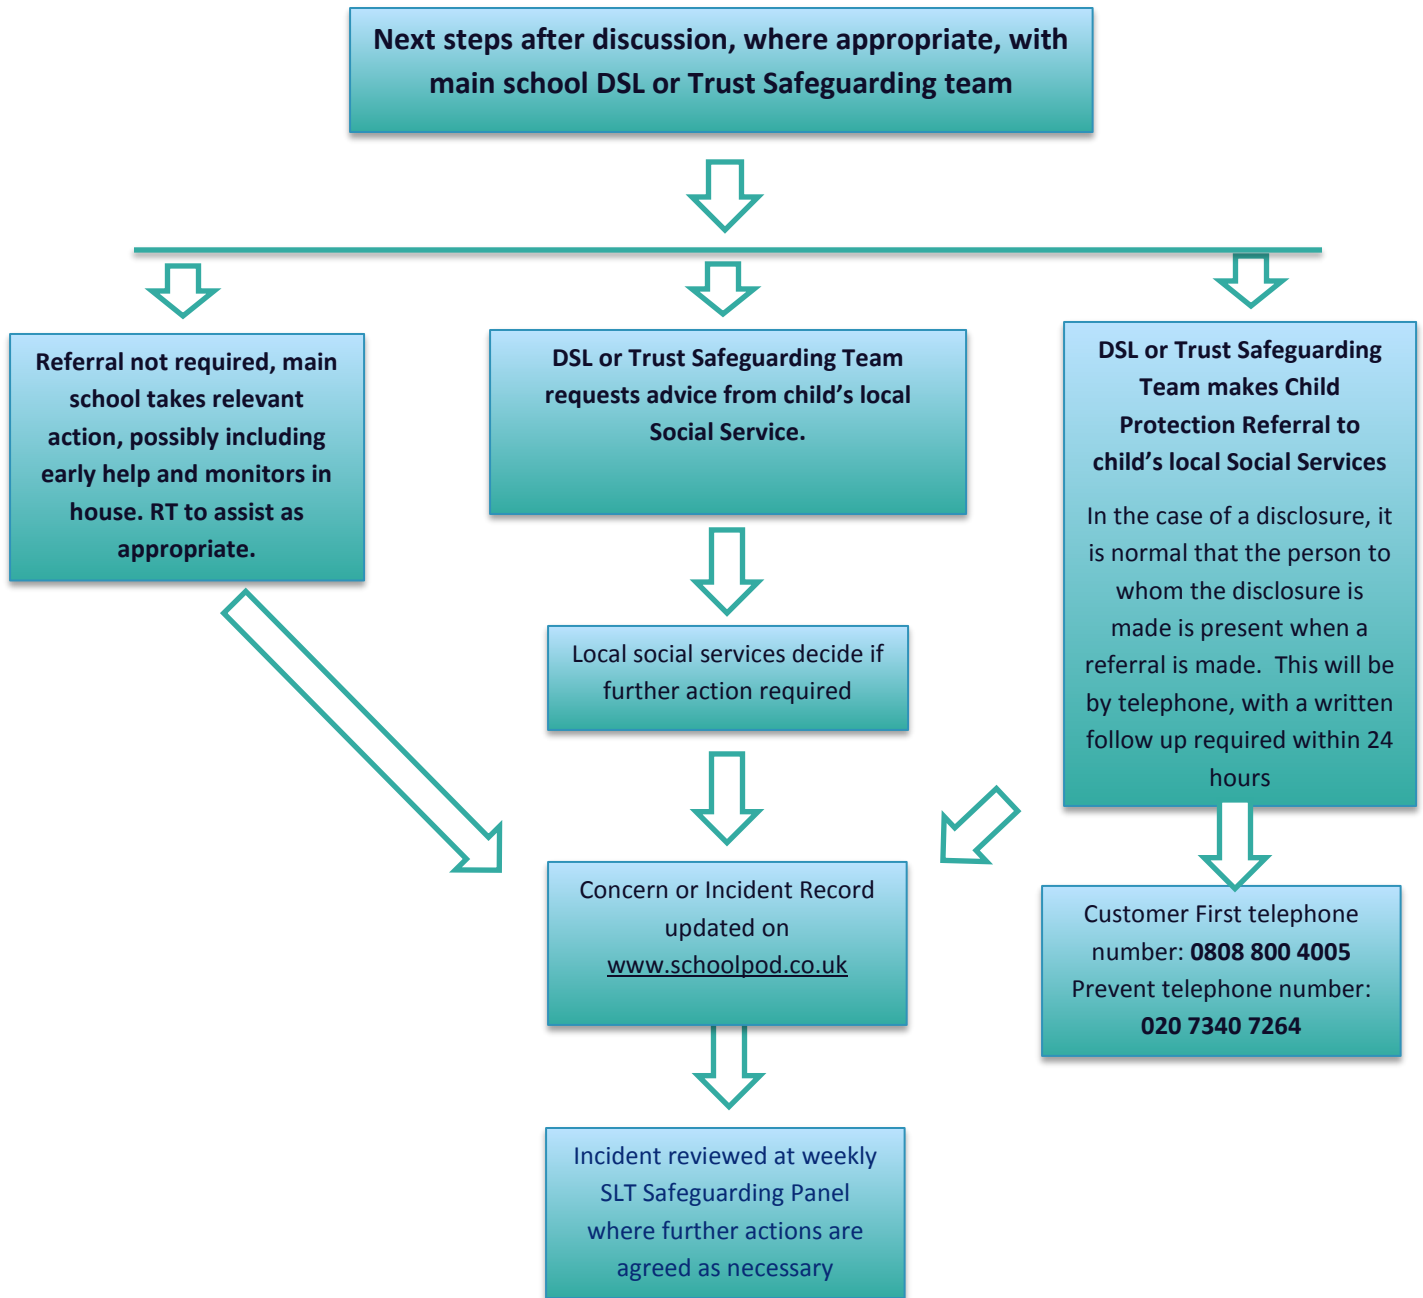 Next steps after discussion, where appropriate, with
main school DSL or Trust Safeguarding team
Referral not required, main
school takes relevant
action, possibly including
early help and monitors in
house. RT to assist as
appropriate.
DSL or Trust Safeguarding Team
requests advice from child’s local
Social Service.
DSL or Trust Safeguarding
Team makes Child
Protection Referral to
child’s local Social Services
In the case of a disclosure, it
is normal that the person to
whom the disclosure is
made is present when a
referral is made.  This will be
by telephone, with a written
follow up required within 24
hours
Local social services decide if
further action required
Concern or Incident Record
updated on
www.schoolpod.co.uk
Customer First telephone
number: 0808 800 4005
Prevent telephone number:
020 7340 7264
Incident reviewed at weekly
SLT Safeguarding Panel
where further actions are
agreed as necessary